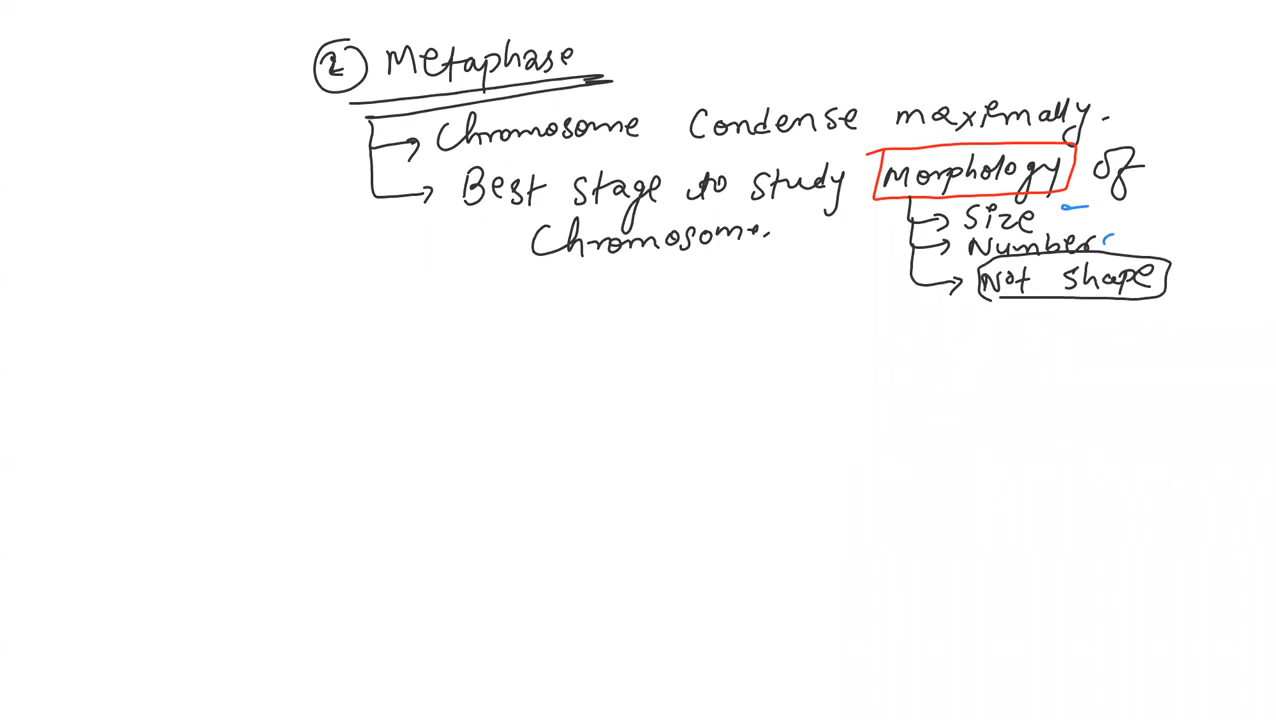 2 Metaphase
Chromosome Condense maximally.
Best stage to study Morphology of
Chromosome.
Size
Number
Not shape